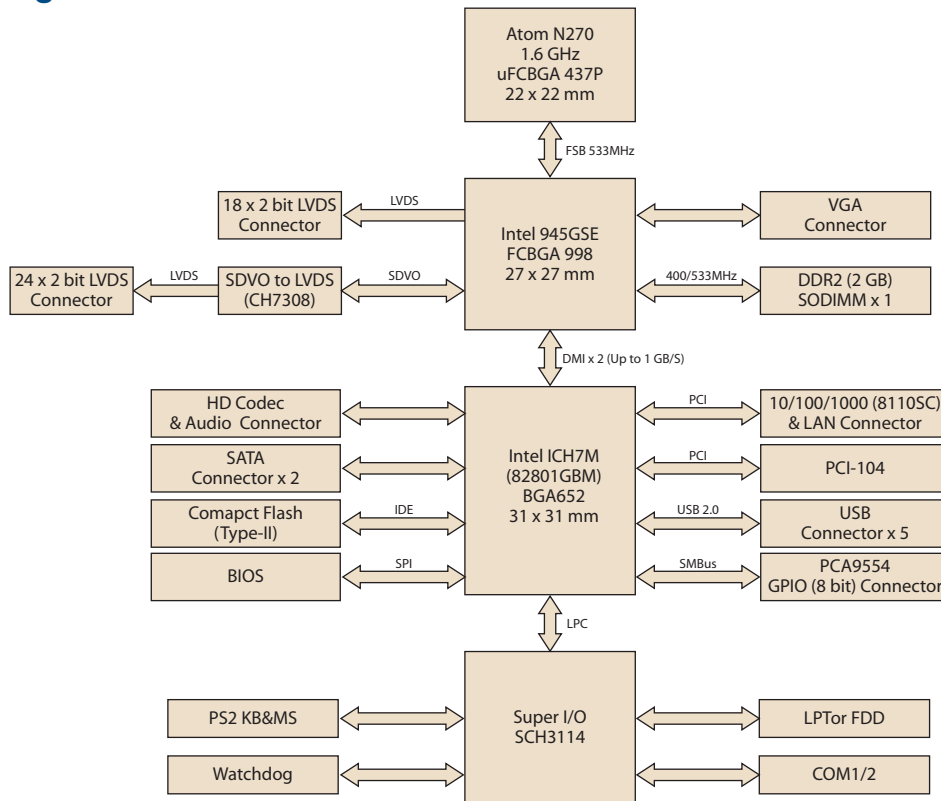 Atom N270
1.6 GHz
uFCBGA 437P
22 x 22 mm
FSB 533MHz
18 x 2 bit LVDS
Connector
LVDS
Intel 945GSE
FCBGA 998
27 x 27 mm
VGA
Connector
24 x 2 bit LVDS
Connector
LVDS
SDVO to LVDS
(CH7308)
SDVO
400/533MHz
DDR2 (2 GB)
SODIMM x 1
DMI x 2 (Up to 1 GB/S)
HD Codec
& Audio Connector
Intel ICH7M
(82801GBM)
BGA652
31 x 31 mm
PCI
10/100/1000 (8110SC)
& LAN Connector
SATA
Connector x 2
PCI
PCI-104
Comapct Flash
(Type-II)
IDE
USB 2.0
USB
Connector x 5
BIOS
SPI
SMBus
PCA9554
GPIO (8 bit) Connector
LPC
PS2 KB&MS
Super I/O
SCH3114
LPTor FDD
Watchdog
COM1/2